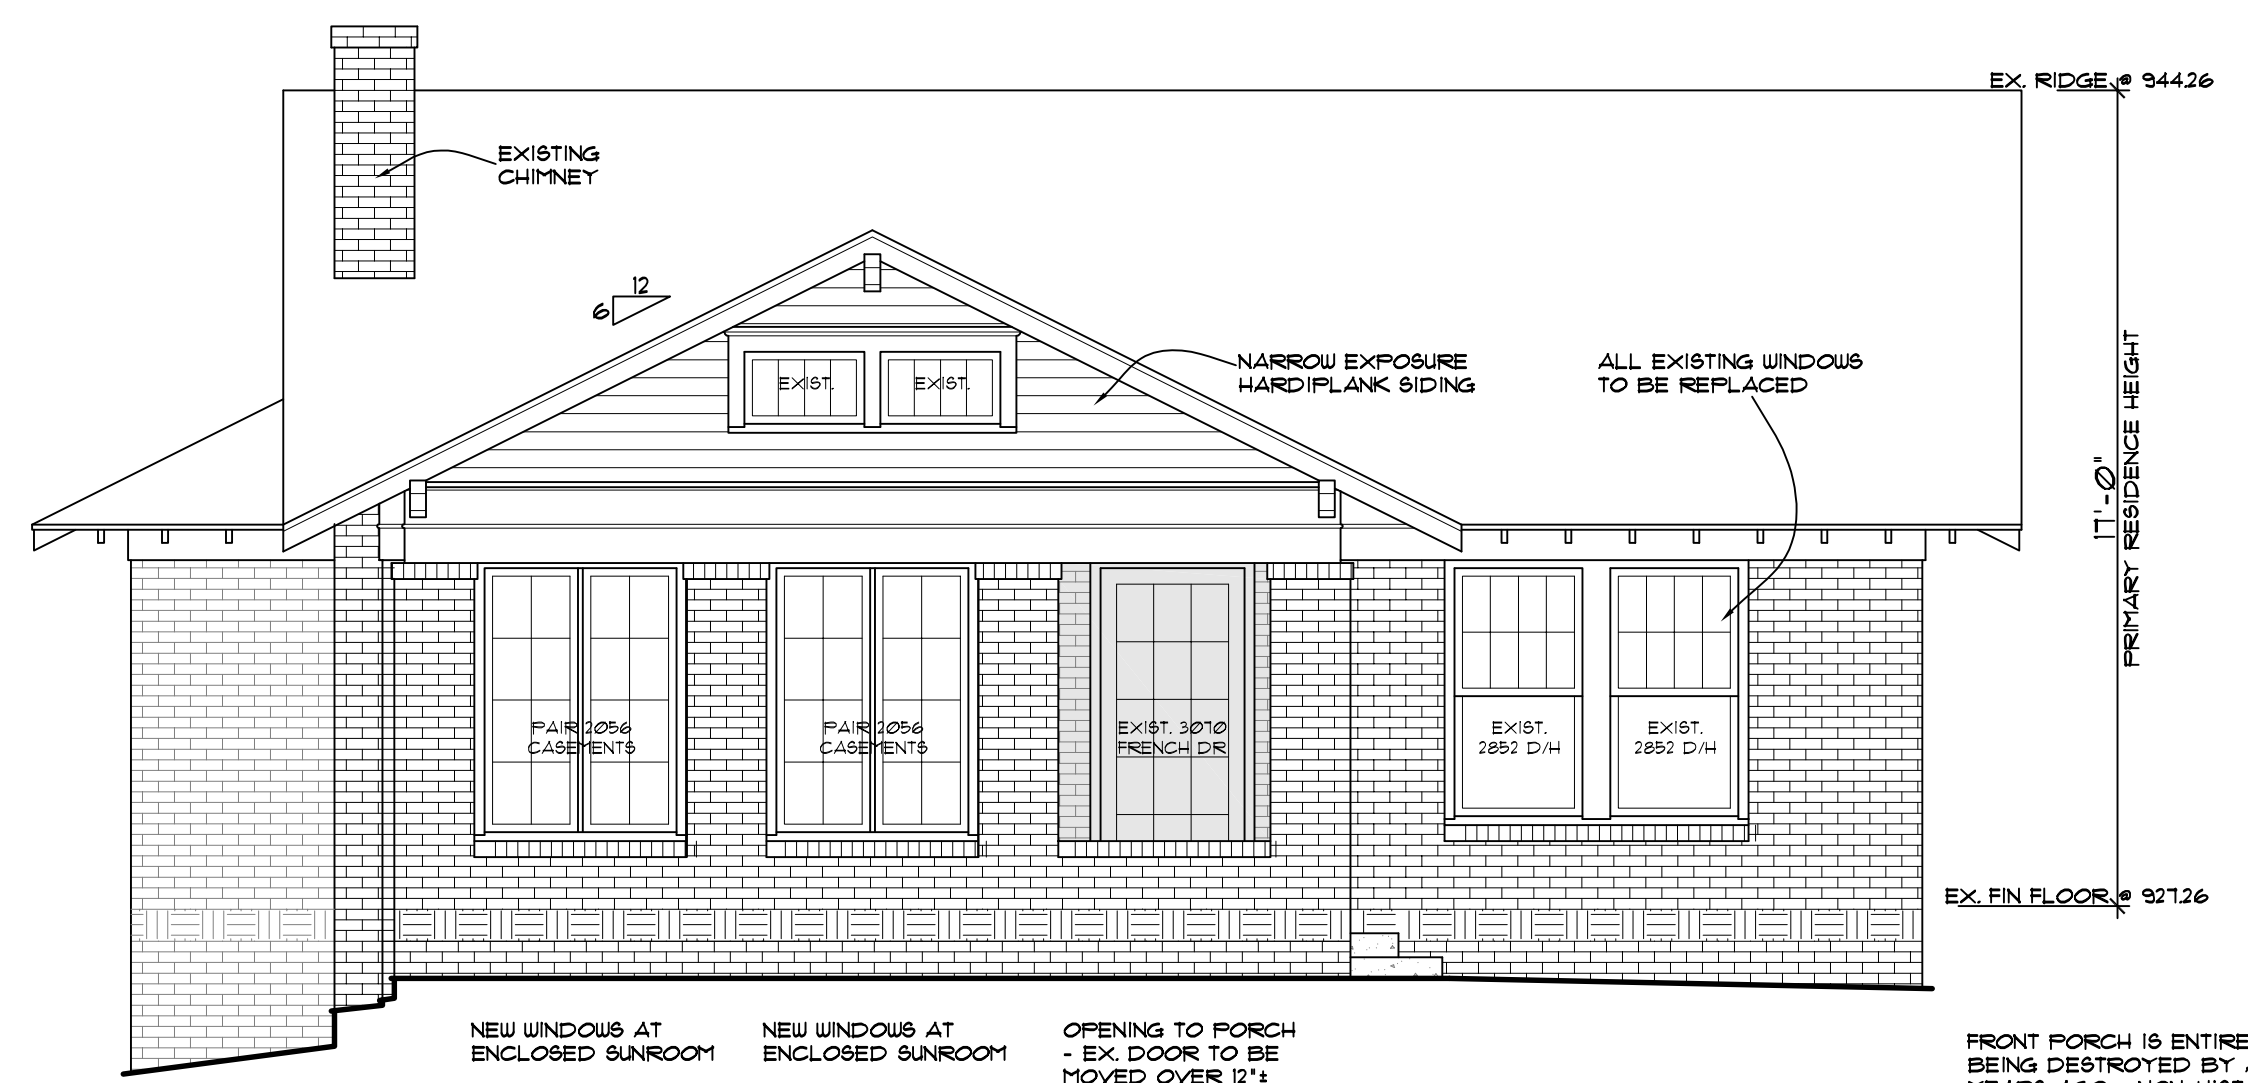 EX. RIDGE @ 944.26
EXISTING
CHIMNEY
12
6
NARROW EXPOSURE
HARDIPLANK SIDING
ALL EXISTING WINDOWS
TO BE REPLACED
EXIST.
EXIST.
17'-0"
PRIMARY RESIDENCE HEIGHT
PAIR 2056
CASEMENTS
PAIR 2056
CASEMENTS
EXIST. 3070
FRENCH DR
EXIST.
2852 D/H
EXIST.
2852 D/H
EX. FIN FLOOR @ 927.26
NEW WINDOWS AT
ENCLOSED SUNROOM
NEW WINDOWS AT
ENCLOSED SUNROOM
OPENING TO PORCH
- EX. DOOR TO BE
MOVED OVER 12"±
FRONT PORCH IS ENTIRE
BEING DESTROYED BY